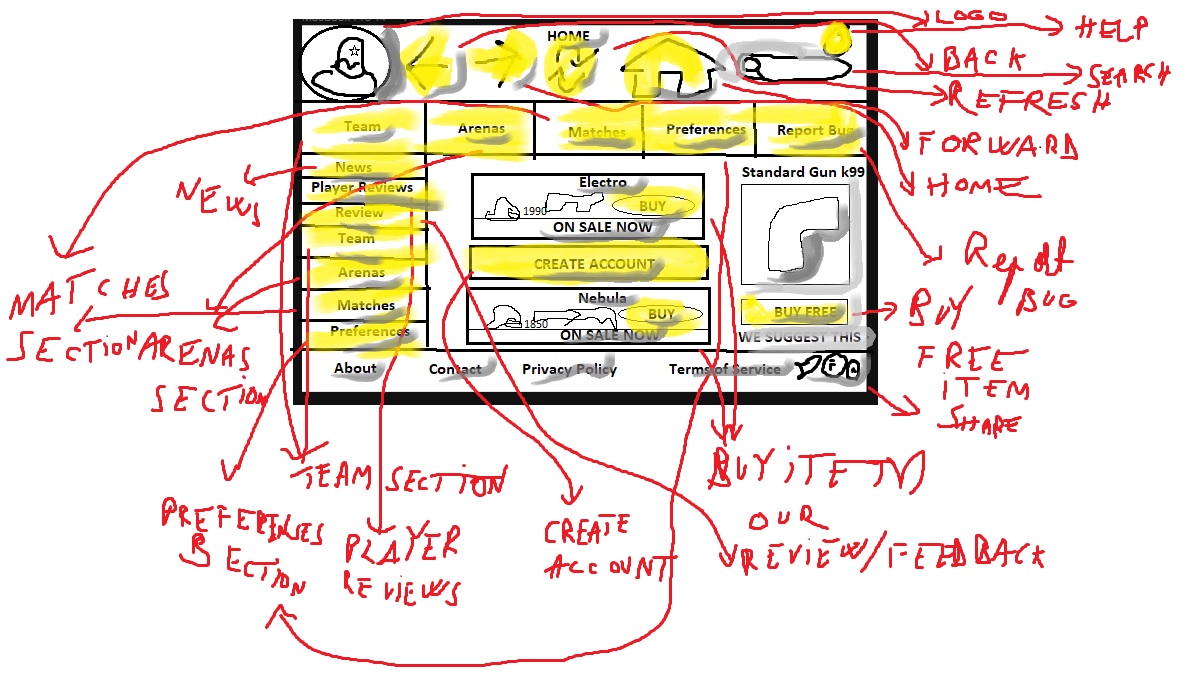 LOGO
HELP
HOME
BACK
SEARCH
REFRESH
Team
Arenas
Matches
Preferences
Report Bug
FORWARD
News
Standard Gun k99
HOME
NEWS
Player Reviews
Electro
Review
1990
BUY
Team
ON SALE NOW
Report
BUG
Arenas
CREATE ACCOUNT
MATCHES
SECTION
Matches
Nebula
1850
BUY
BUY FREE
BUY
FREE
ITEM
Preferences
ON SALE NOW
WE SUGGEST THIS
ARENAS
SECTION
About
Contact
Privacy Policy
Terms of Service
SHARE
TEAM SECTION
BUY iTEM
PREFERENSES
SECTION
PLAYER
REViEWS
CREATE
ACCOUNT
OUR
REVIEW/FEEDBACK